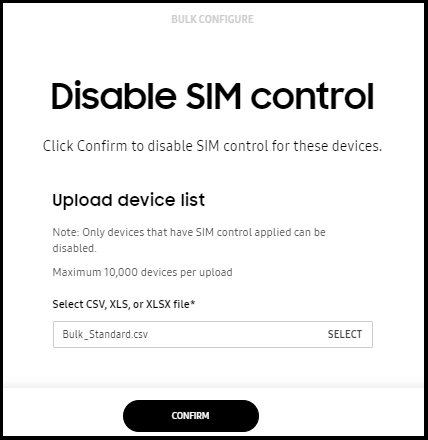 BULK CONFIGURE
Disable SIM control
Click Confirm to disable SIM control for these devices.
Upload device list
Note: Only devices that have SIM control applied can be
disabled.
Maximum 10,000 devices per upload
Select CSV, XLS, or XLSX file*
Bulk_Standard.csv SELECT
CONFIRM